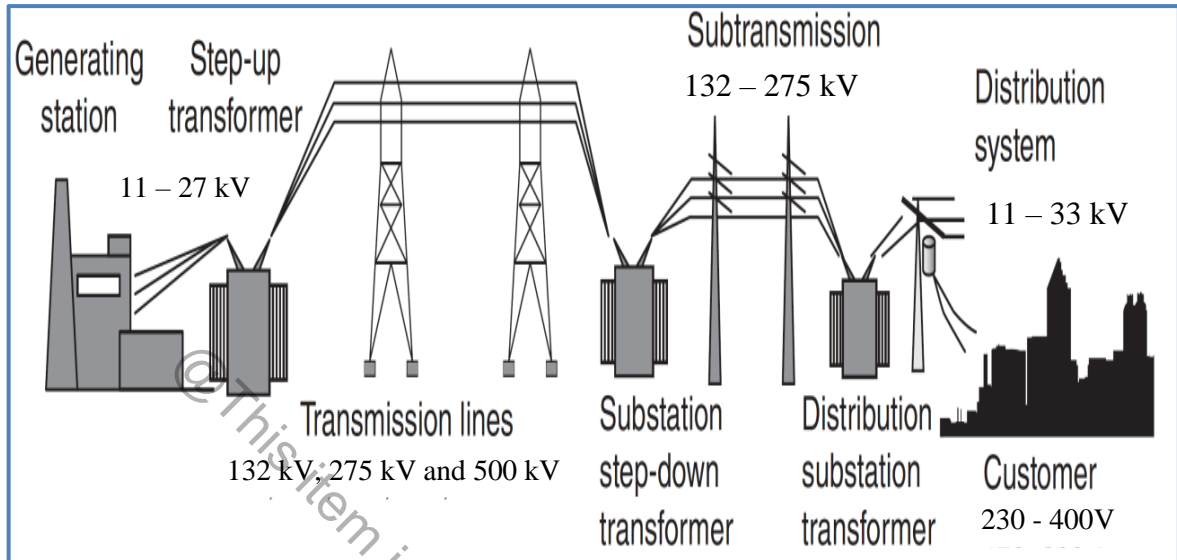 Generating
station
11 – 27 kV
Step-up
transformer
Transmission lines
132 kV, 275 kV and 500 kV
Subtransmission
132 – 275 kV
Substation
step-down
transformer
Distribution
substation
transformer
Distribution
system
11 – 33 kV
Customer
230 - 400V
@This item i